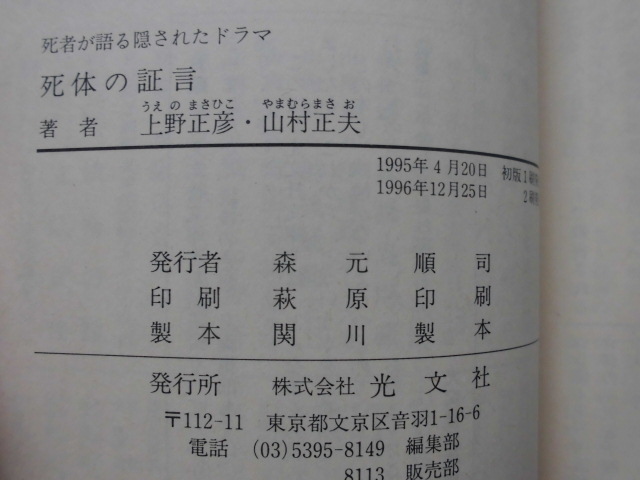 死者が語る隠されたドラマ
死体の証言
うえ の まさひこ　やまむらまさ お
著 者　上野正彦・山村正夫
1995年 4 月20日　初版 1
1996年12月25日　2
発行者　森 元 順 司
印 刷　萩 原 印 刷
製 本　関 川 製 本
発行所　株式会社 光文社
〒112-11　東京都文京区音羽1-16-6
電話　(03)5395-8149　編集部
8113　販売部